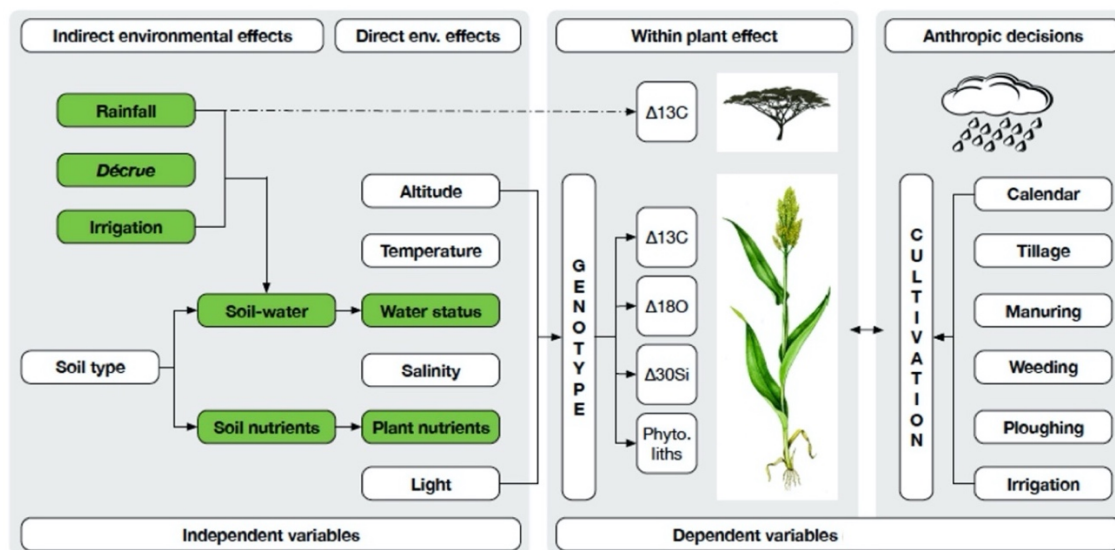 Indirect environmental effects
Direct env. effects
Within plant effect
Anthropic decisions
Rainfall
Décrue
Irrigation
Soil type
Soil-water
Soil nutrients
Altitude
Temperature
Water status
Salinity
Plant nutrients
Light
Δ13C
GENOTYPE
Δ13C
Δ18O
Δ30Si
Phyto.
liths
CULTIVATION
Calendar
Tillage
Manuring
Weeding
Ploughing
Irrigation
Independent variables
Dependent variables